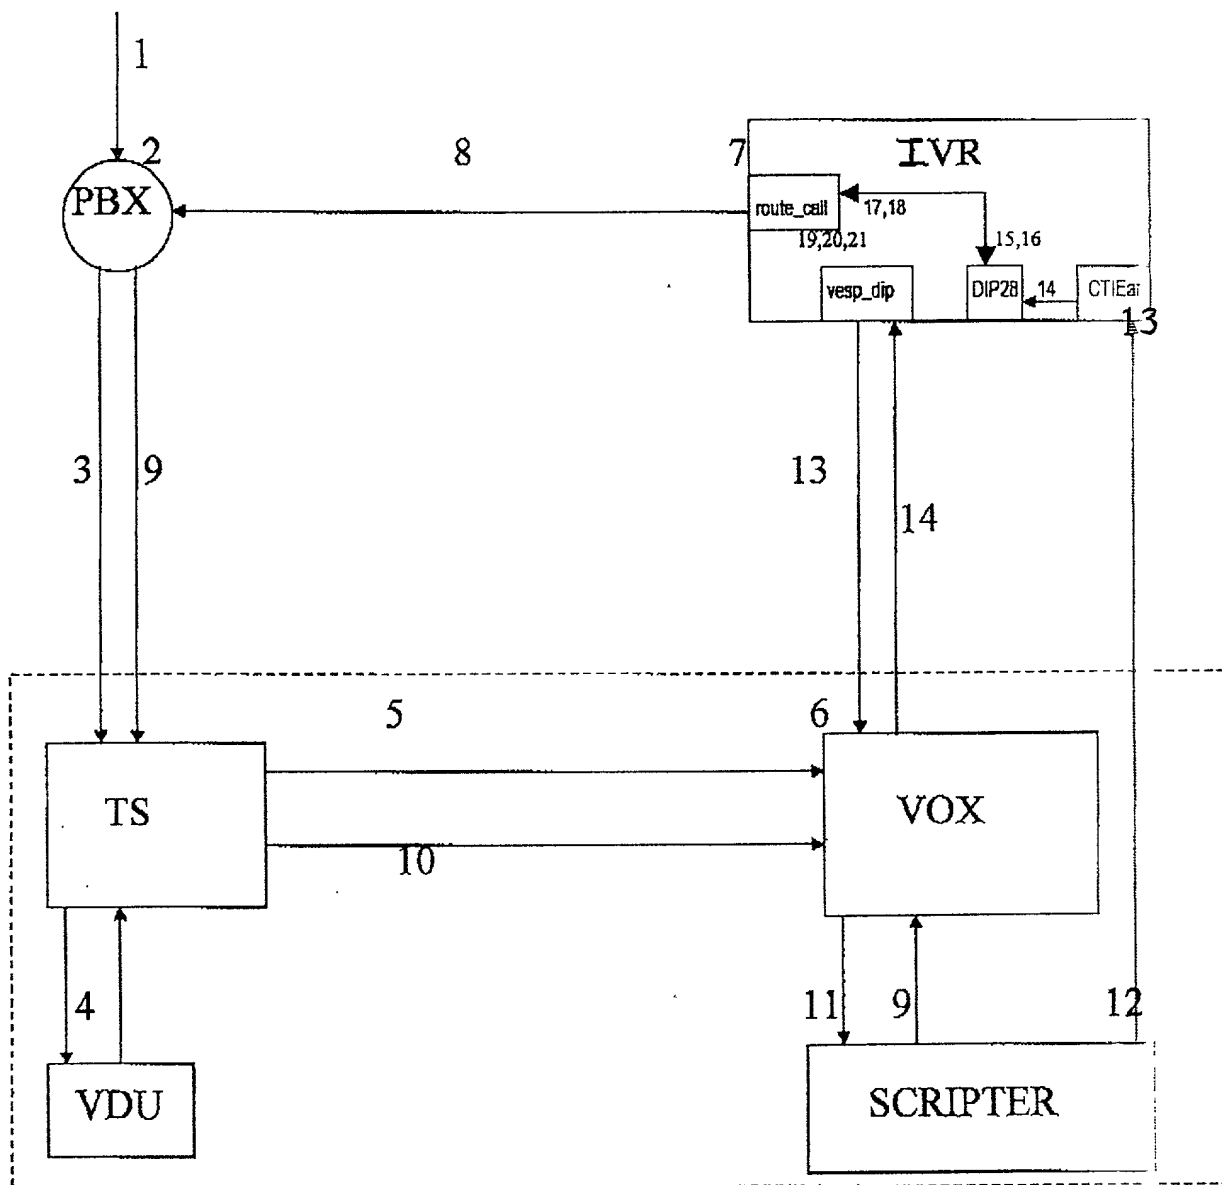 1
2
PBX
8
7
IVR
route_call
17,18
19,20,21
15,16
vesp_dip
DIP28
14
CTIEar
13
3
9
13
14
5
6
TS
VOX
10
4
11
9
12
VDU
SCRIPTER